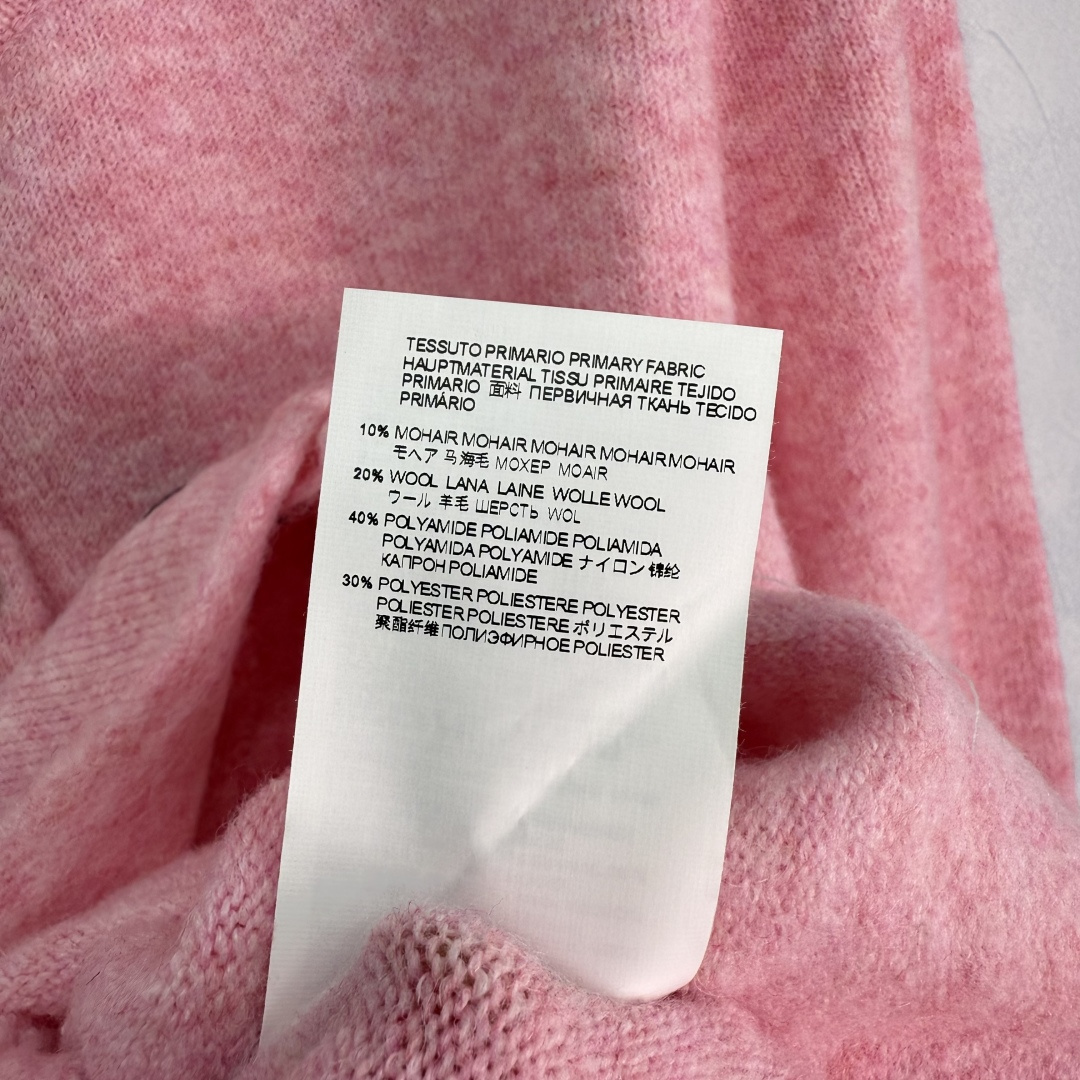 TESSUTO PRIMARIO PRIMARY FABRIC
HAUPTMATERIAL TISSU PRIMAIRE TEJIDO
PRIMARIO 面料 ПЕРВИЧНАЯ ТКАНЬ TECIDO
PRIMÁRIO
10% MOHAIR MOHAIR MOHAIR MOHAIR MOHAIR
モヘア 马海毛 МОХЕР MOAIR
20% WOOL LANA LAINE WOLLE WOOL
ウール 羊毛 ШЕРСТЬ WOL
40% POLYAMIDE POLIAMIDE POLIAMIDA
POLYAMIDA POLYAMIDE ナイロン 锦纶
КАПРОН POLIAMIDE
30% POLYESTER POLIESTERE POLYESTER
POLIESTER POLIESTERE ポリエステル
聚酯纤维 ПОЛИЭФИРНОЕ POLIESTER